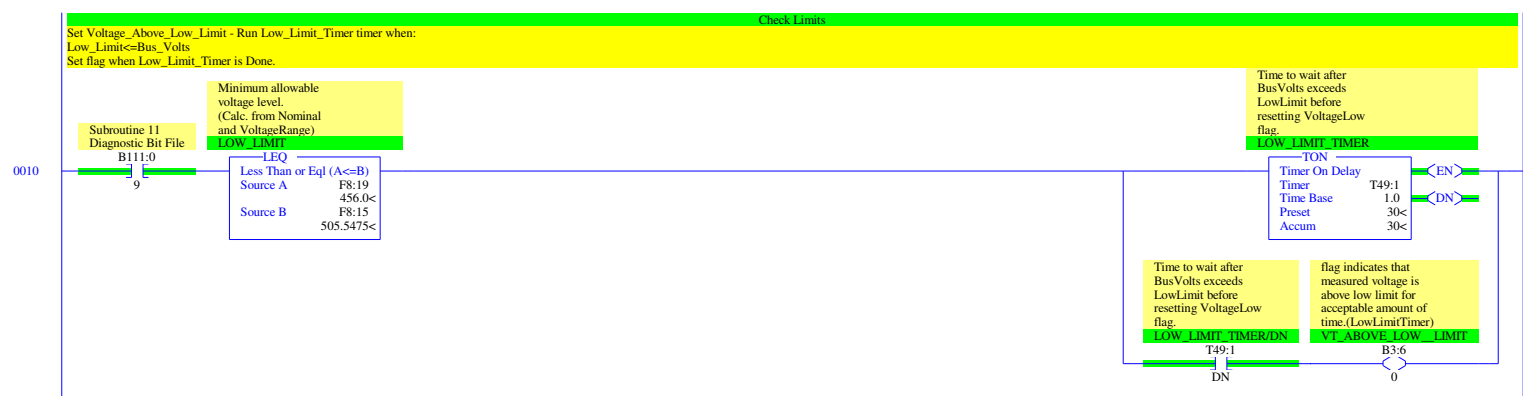 Check Limits
Set Voltage_Above_Low_Limit - Run Low_Limit_Timer timer when:
Low_Limit<=Bus_Volts
Set flag when Low_Limit_Timer is Done.
Subroutine 11
Diagnostic Bit File
B111:0
9
Minimum allowable
voltage level.
(Calc. from Nominal
and VoltageRange)
LOW_LIMIT
LEQ
Less Than or Eql (A<=B)
Source A F8:19
456.0<
Source B F8:15
505.5475<
0010
Time to wait after
BusVolts exceeds
LowLimit before
resetting VoltageLow
flag.
LOW_LIMIT_TIMER
TON
Timer On Delay
Timer T49:1
Time Base 1.0
Preset 30<
Accum 30<
EN
DN
Time to wait after
BusVolts exceeds
LowLimit before
resetting VoltageLow
flag.
LOW_LIMIT_TIMER/DN
T49:1
DN
flag indicates that
measured voltage is
above low limit for
acceptable amount of
time.(LowLimitTimer)
VT_ABOVE_LOW__LIMIT
B3:6
0